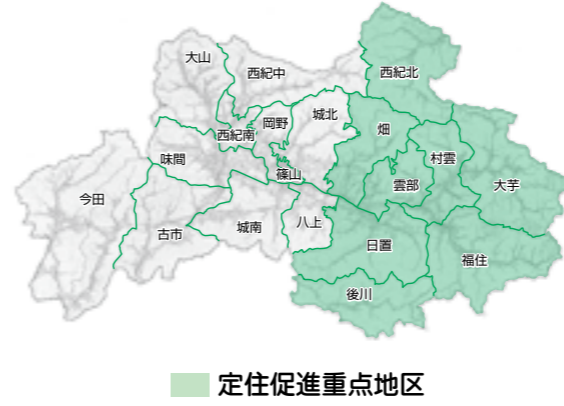 大山
西紀中
西紀北
城北
岡野
畑
西紀南
味間
村雲
篠山
雲部
大芋
今田
八上
城南
古市
日置
福住
後川
定住促進重点地区